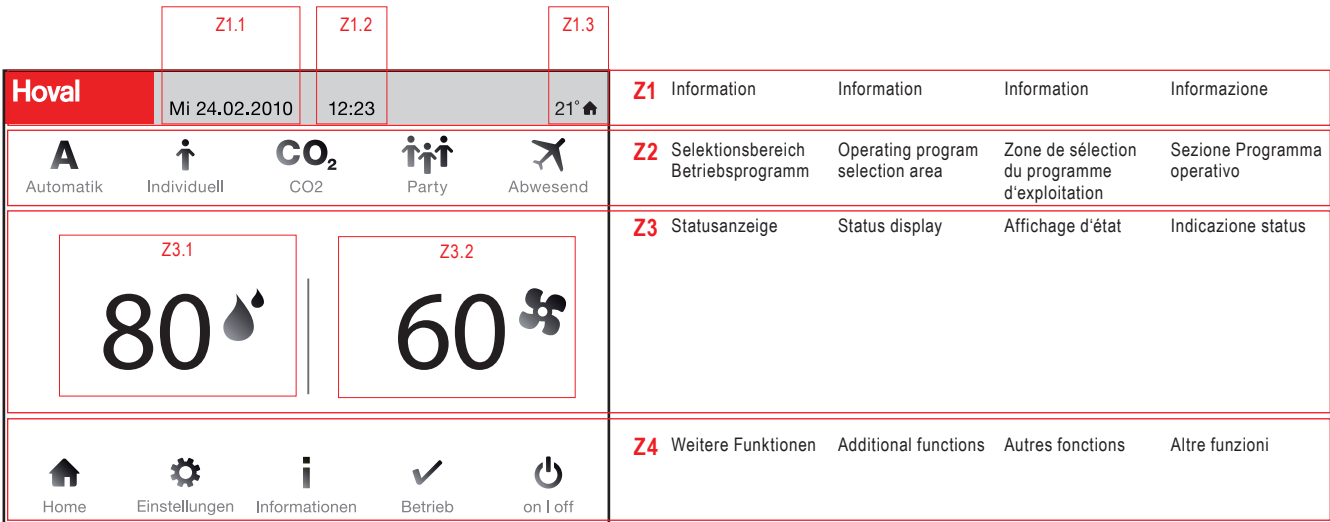 Z1.1
Z1.2
Z1.3
Hoval
Mi 24.02.2010
12:23
21°
Z1 Information Information Information Informazione
A
Automatik
Individuell
CO₂
CO2
Party
Abwesend
Z2 Selektionsbereich Operating program Zone de sélection Sezione Programma
Betriebsprogramm selection area du programme operativo
d‘exploitation
Z3 Statusanzeige Status display Affichage d‘état Indicazione status
Z3.1
80
Z3.2
60
Z4 Weitere Funktionen Additional functions Autres fonctions Altre funzioni
Home
Einstellungen
i
Informationen
Betrieb
on I off